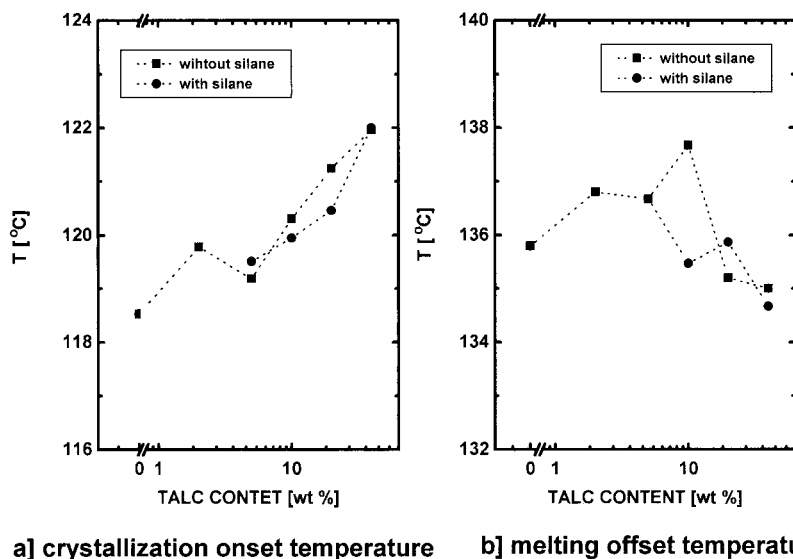 124
122
120
118
116
T [ °C]
wihtout silane
with silane
0 1 10
TALC CONTET [wt %]
a] crystallization onset temperature
140
138
136
134
132
T [ °C]
without silane
with silane
0 1 10
TALC CONTENT [wt %]
b] melting offset temperatu